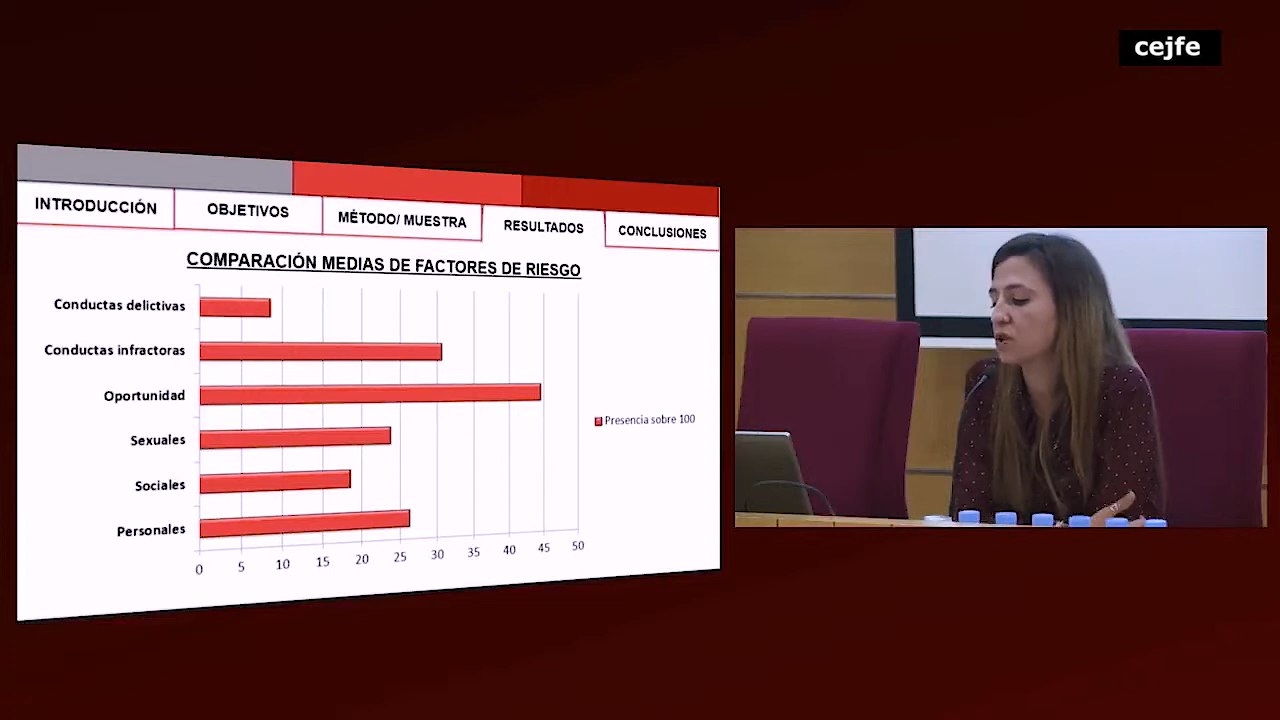 cejfe
INTRODUCCIÓN
OBJETIVOS
MÉTODO/ MUESTRA
RESULTADOS
CONCLUSIONES
COMPARACIÓN MEDIAS DE FACTORES DE RIESGO
Conductas delictivas
Conductas infractoras
Oportunidad
Sexuales
Sociales
Personales
Presencia sobre 100
0 5 10 15 20 25 30 35 40 45 50